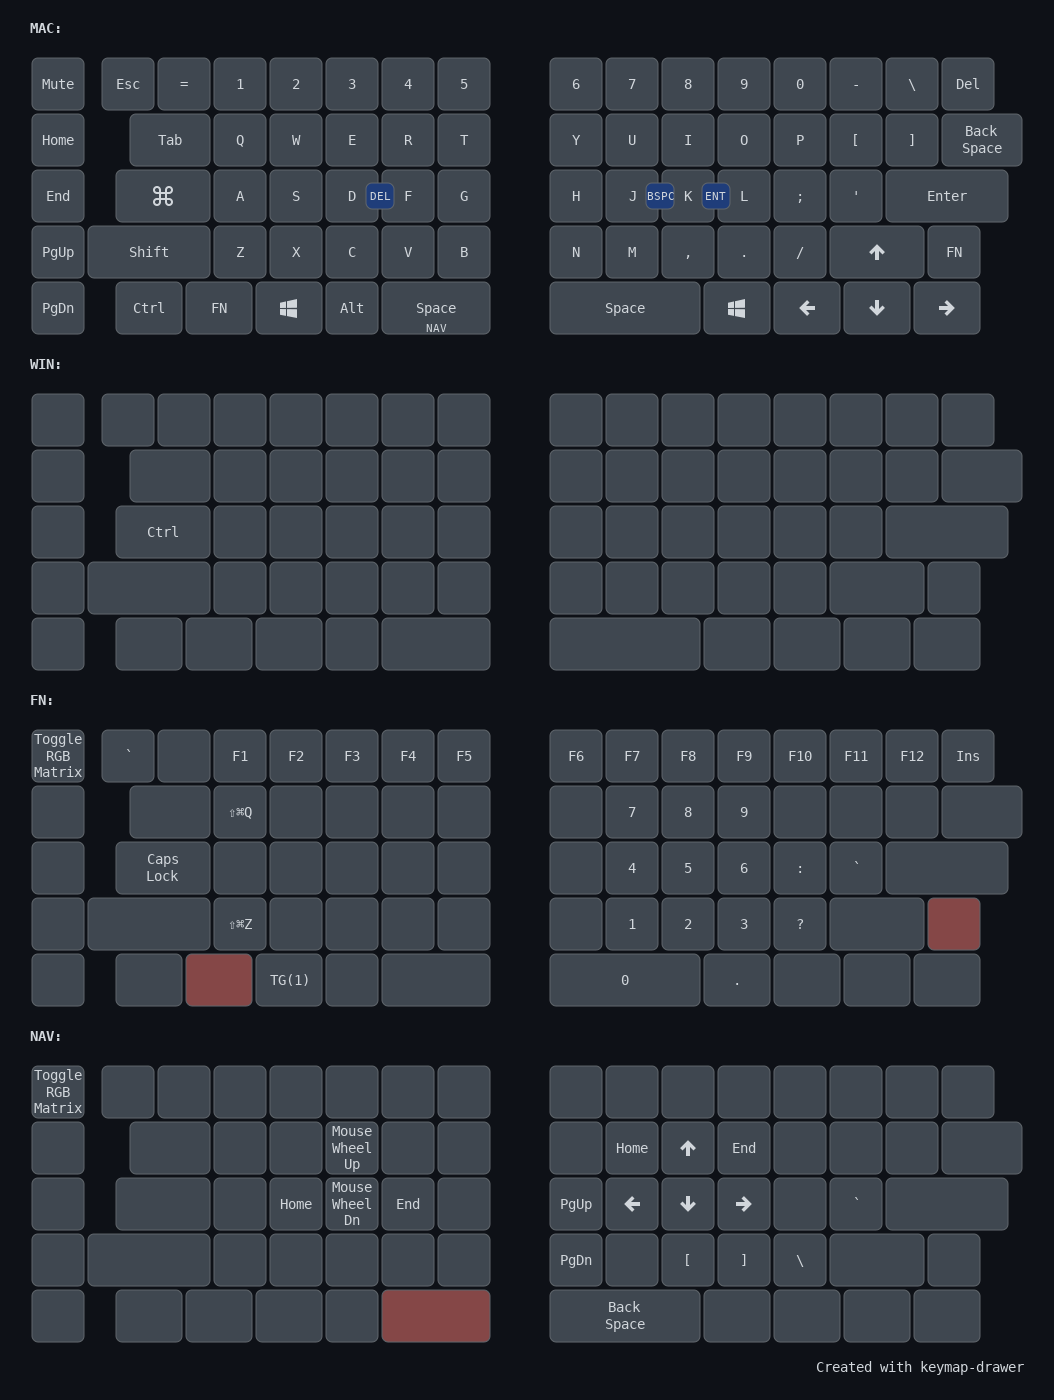 MAC:
Mute Esc = 1 2 3 4 5 6 7 8 9 0 - \ Del
Home Tab Q W E R T Y U I O P [ ] Back Space
End ⌘ A S D DEL F G H J BSPC K ENT L ; ' Enter
PgUp Shift Z X C V B N M , . / ↑ FN
PgDn Ctrl FN Alt Space NAV Space ← ↓ →
WIN:
Ctrl
FN:
Toggle RGB Matrix ` F1 F2 F3 F4 F5 F6 F7 F8 F9 F10 F11 F12 Ins
⇧⌘Q 7 8 9
Caps Lock 4 5 6 : `
⇧⌘Z 1 2 3 ?
TG(1) 0 .
NAV:
Toggle RGB Matrix
Mouse Wheel Up Home ↑ End
Home Mouse Wheel Dn End PgUp ← ↓ → `
PgDn [ ] \
Back Space
Created with keymap-drawer